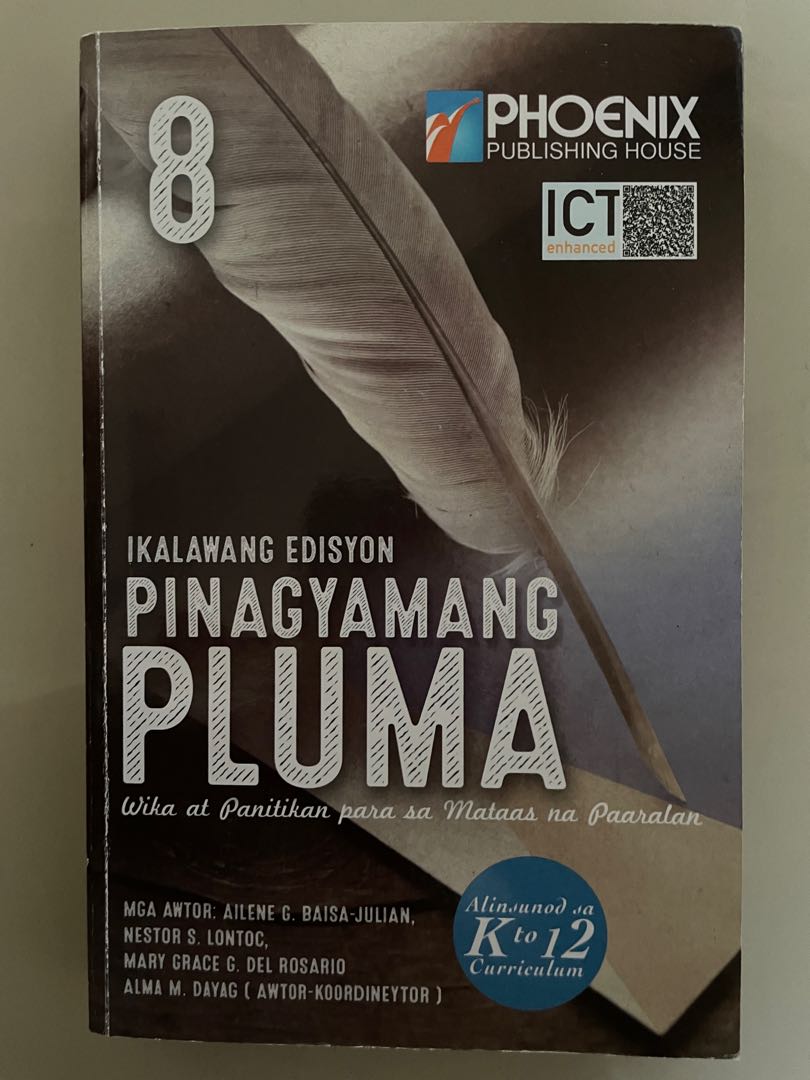 8
PHOENIX
PUBLISHING HOUSE
ICT
enhanced
IKALAWANG EDISYON
PINAGYAMANG
PLUMA
Wika at Panitikan para sa Mataas na Paaralan
MGA AWTOR: AILENE G. BAISA-JULIAN,
NESTOR S. LONTOC,
MARY GRACE G. DEL ROSARIO
ALMA M. DAYAG ( AWTOR-KOORDINEYTOR )
Alinsunod sa
K to 12
Curriculum